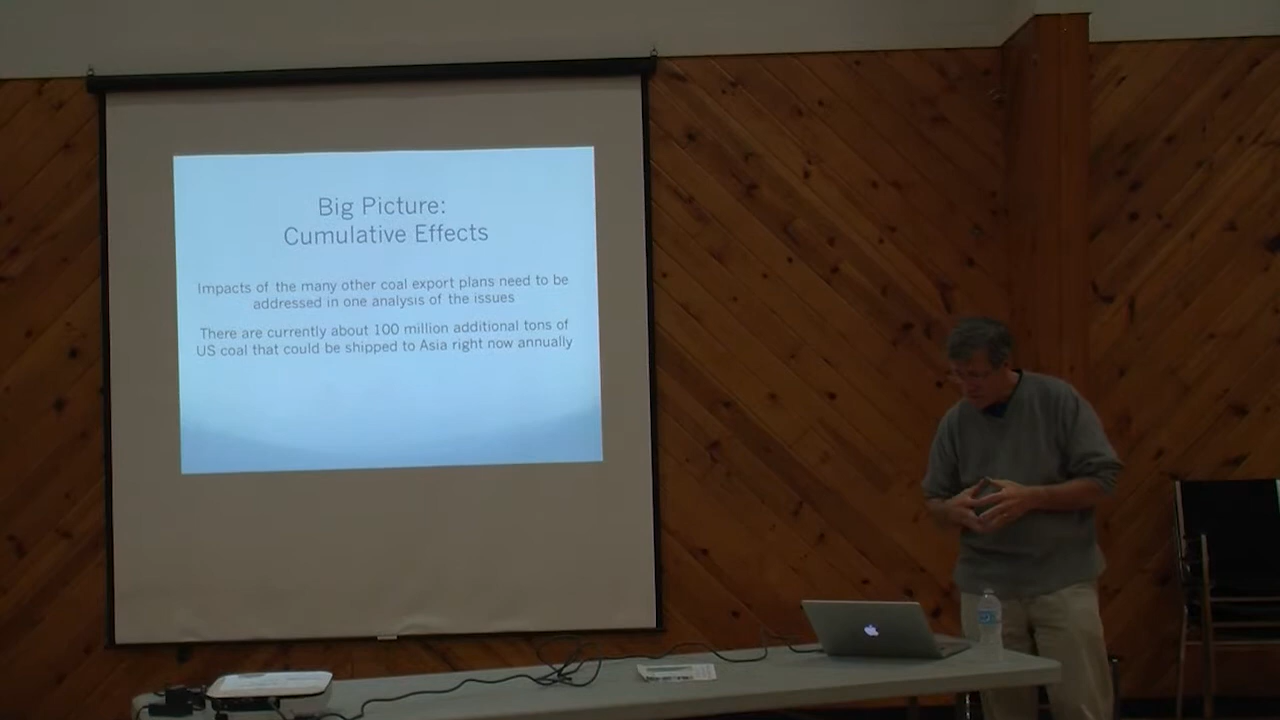 Big Picture:
Cumulative Effects
Impacts of the many other coal export plans need to be
addressed in one analysis of the issues
There are currently about 100 million additional tons of
US coal that could be shipped to Asia right now annually